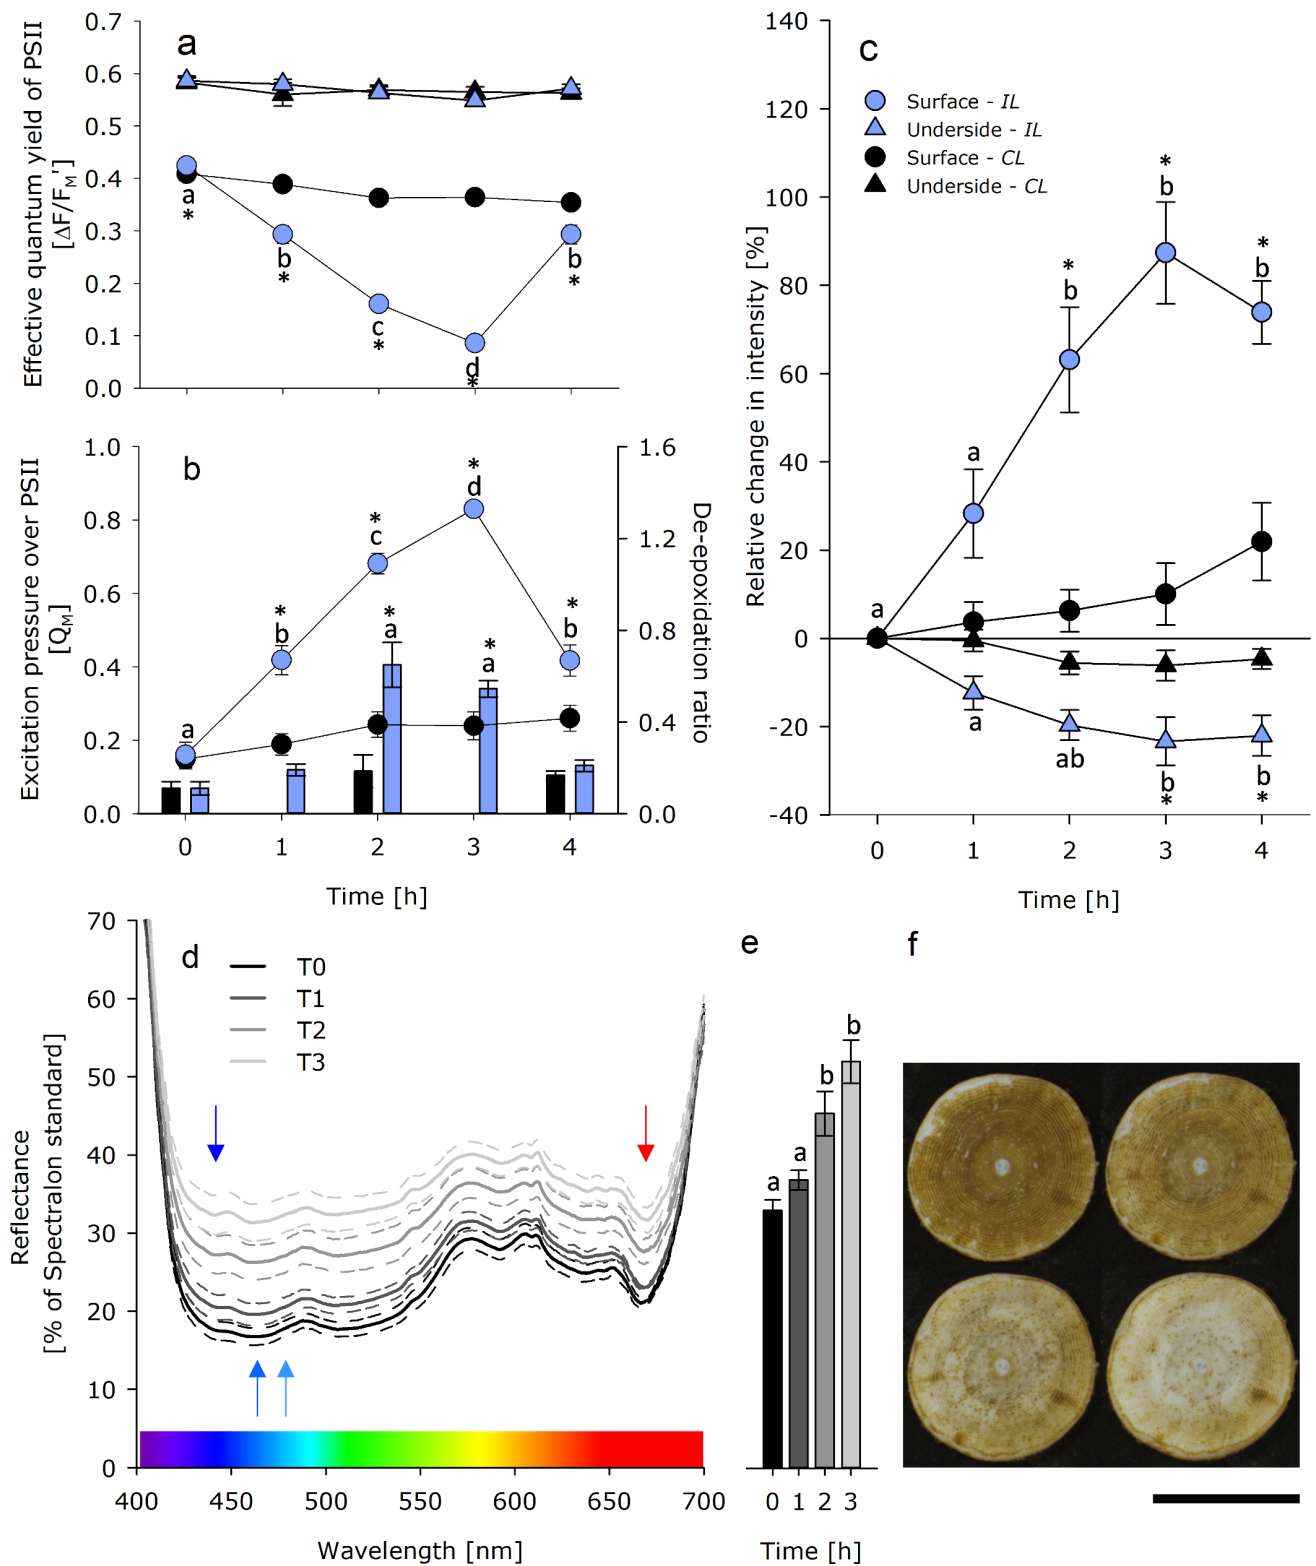 a
Effective quantum yield of PSII
[ΔF/FM']
0.7
0.6
0.5
0.4
0.3
0.2
0.1
0.0
a
*
b
*
c
*
d
*
b
*
b
Excitation pressure over PSII
[QM]
1.0
0.8
0.6
0.4
0.2
0.0
1.6
1.2
0.8
0.4
0.0
De-epoxidation ratio
a
*
b
*
c
*
d
*
b
*
a
*
a
0 1 2 3 4
Time [h]
c
Relative change in intensity [%]
140
120
100
80
60
40
20
0
-20
-40
Surface - IL
Underside - IL
Surface - CL
Underside - CL
a
a
*
b
*
b
*
b
a
ab
b
*
b
*
0 1 2 3 4
Time [h]
d
Reflectance
[% of Spectralon standard]
70
60
50
40
30
20
10
0
T0
T1
T2
T3
400 450 500 550 600 650 700
Wavelength [nm]
e
a
a
b
b
0 1 2 3
Time [h]
f